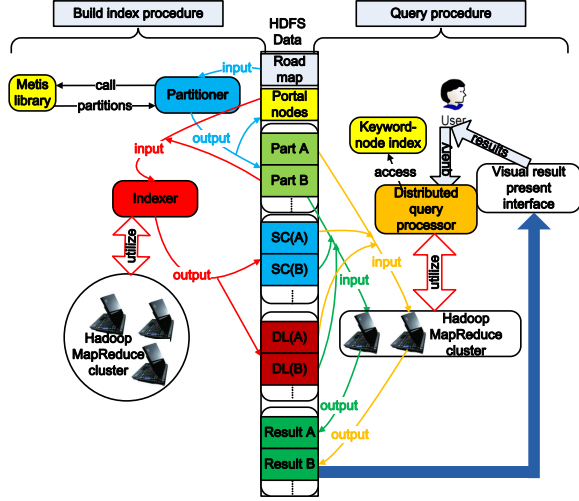 Build index procedure
HDFS
Data
Query procedure
Road
map
input
Metis
library
call
partitions
Partitioner
Portal
nodes
output
input
User
Keyword-
node index
access
query
results
Visual result
present
interface
Part A
Part B
Indexer
Distributed
query
processor
utilize
output
SC(A)
SC(B)
input
input
utilize
Hadoop
MapReduce
cluster
DL(A)
DL(B)
Hadoop
MapReduce
cluster
output
output
Result A
Result B